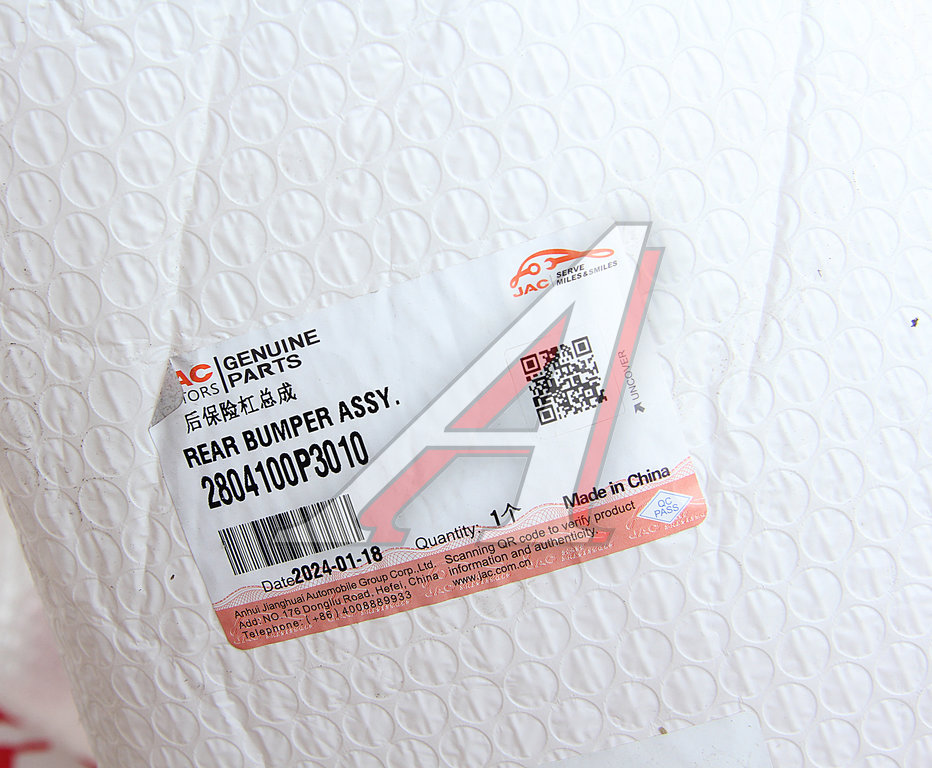 JAC
SERVE
MILES & SMILES
AC
TORS
GENUINE
PARTS
后保险杠总成
REAR BUMPER ASSY.
2804100P3010
UNCOVER
Date 2024-01-18
Quantity: 1个
Made in China
QC
PASS
Anhui Jianghuai Automobile Group Corp., Ltd.
Add: NO.176 Dongliu Road, Hefei, China
Telephone: (+86) 4008889933
Scanning QR code to verify product
information and authenticity.
www.jac.com.cn